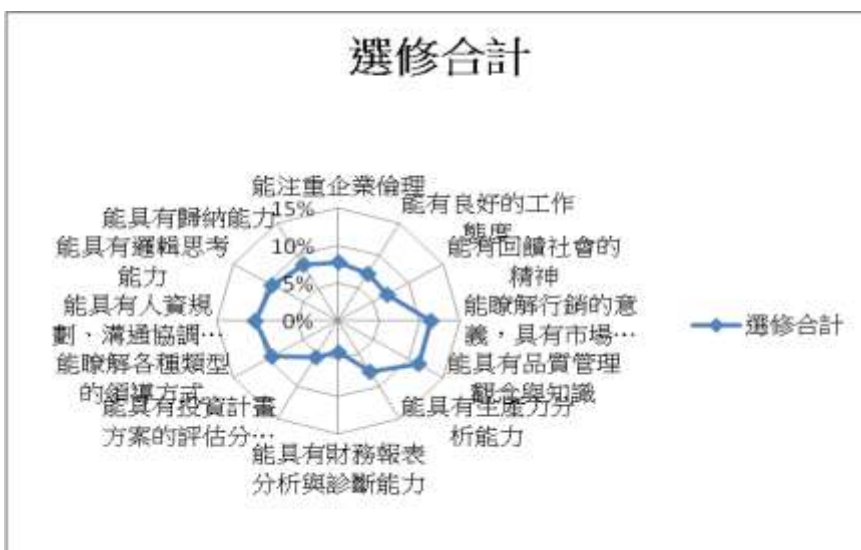 選修合計
能注重企業倫理
15%
10%
5%
0%
能有良好的工作
態度
能有回饋社會的
精神
能瞭解行銷的意
義，具有市場…
能具有品質管理
觀念與知識
能具有生產力分
析能力
能具有財務報表
分析與診斷能力
能具有投資計畫
方案的評估分…
能瞭解各種類型
的領導方式
能具有人資規
劃、溝通協調…
能具有邏輯思考
能力
能具有歸納能力
選修合計